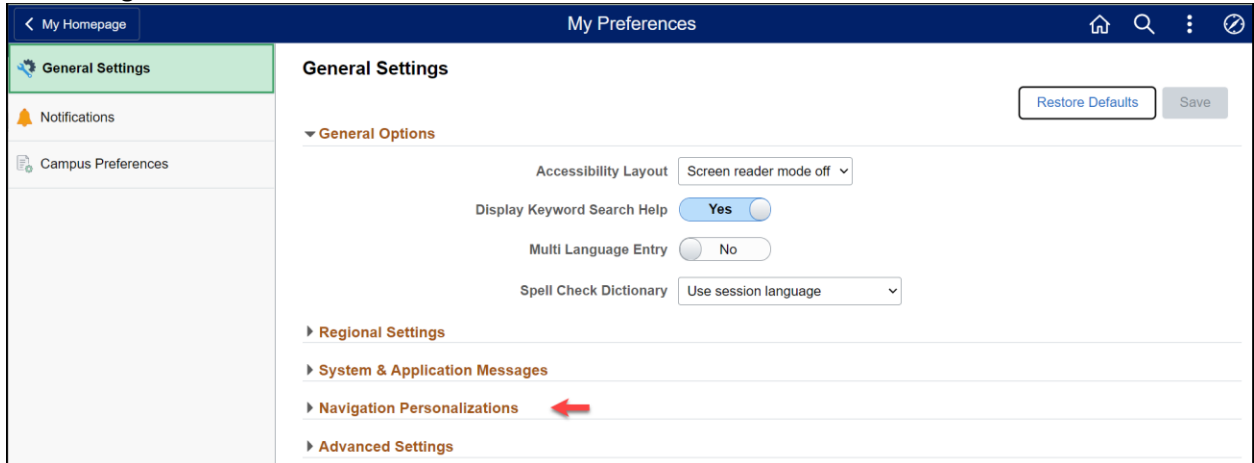 My Homepage
My Preferences
General Settings
Notifications
Campus Preferences
General Settings
Restore Defaults
Save
General Options
Accessibility Layout Screen reader mode off
Display Keyword Search Help Yes
Multi Language Entry No
Spell Check Dictionary Use session language
Regional Settings
System & Application Messages
Navigation Personalizations
Advanced Settings